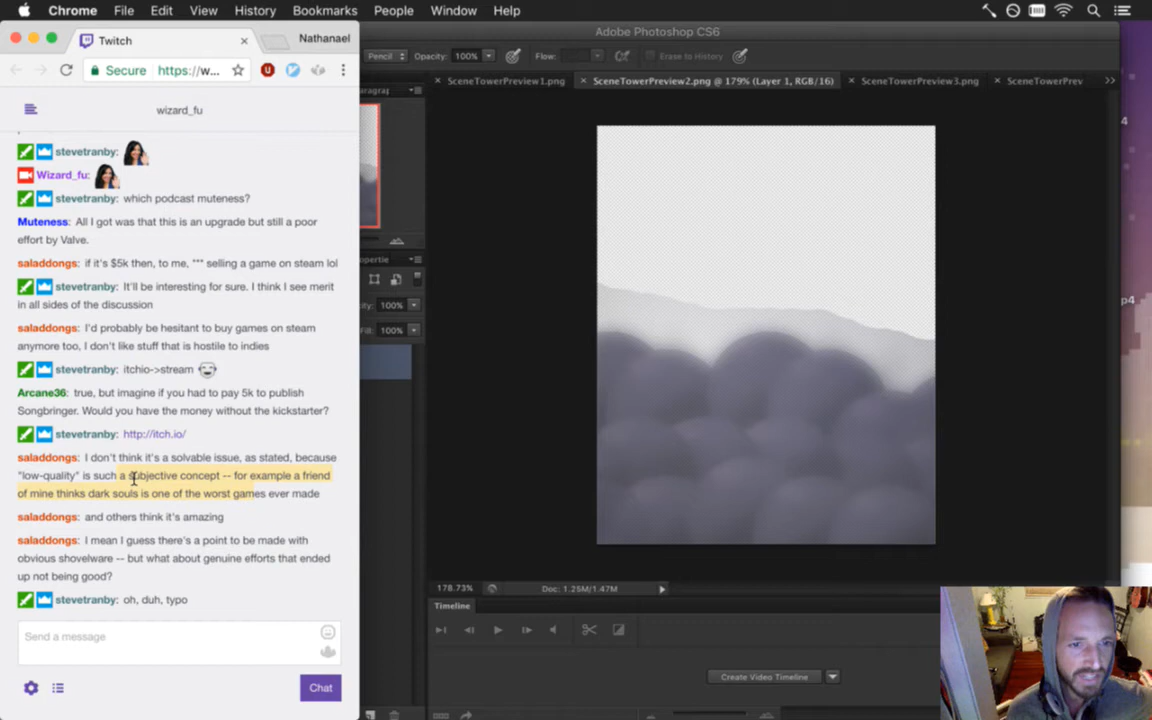 Chrome File Edit View History Bookmarks People Window Help
Twitch
Nathanael
Secure https://w...
wizard_fu
stevetranby:
Wizard_fu:
stevetranby: which podcast muteness?
Muteness: All I got was that this is an upgrade but still a poor
effort by Valve.
saladdongs: if it's $5k then, to me, *** selling a game on steam lol
stevetranby: It'll be interesting for sure. I think I see merit
in all sides of the discussion
saladdongs: I'd probably be hesitant to buy games on steam
anymore too, I don't like stuff that is hostile to indies
stevetranby: itchio->stream
Arcane36: true, but imagine if you had to pay 5k to publish
Songbringer. Would you have the money without the kickstarter?
stevetranby: http://itch.io/
saladdongs: I don't think it's a solvable issue, as stated, because
"low-quality" is such a subjective concept -- for example a friend
of mine thinks dark souls is one of the worst games ever made
saladdongs: and others think it's amazing
saladdongs: I mean I guess there's a point to be made with
obvious shovelware -- but what about genuine efforts that ended
up not being good?
stevetranby: oh, duh, typo
Send a message
Chat
Adobe Photoshop CS6
Pencil Opacity: 100% Flow: Erase to History
SceneTowerPreview1.png SceneTowerPreview2.png @ 179% (Layer 1, RGB/16) SceneTowerPreview3.png SceneTowerPrev
aragrap
opertie
ity: 100%
Fill: 100%
178.73% Doc: 1.25M/1.47M
Timeline
Create Video Timeline
4
p4